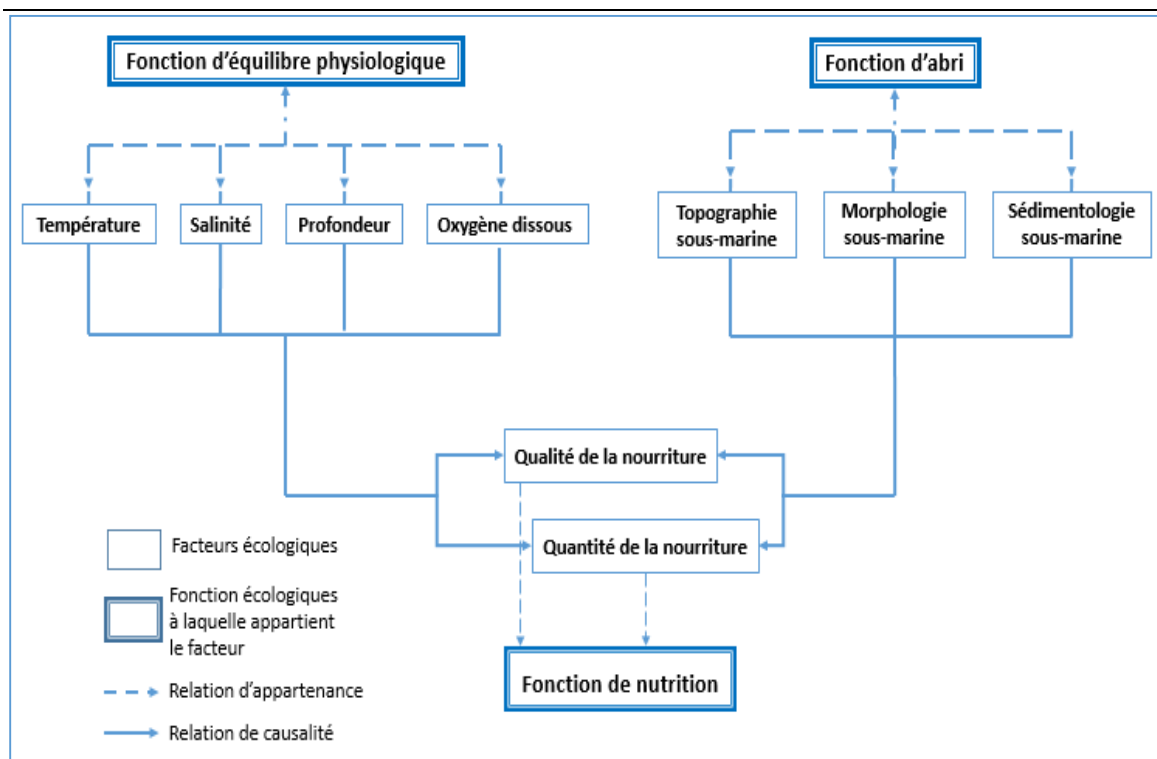 Fonction d'équilibre physiologique
Fonction d'abri
Température
Salinité
Profondeur
Oxygène dissous
Topographie
sous-marine
Morphologie
sous-marine
Sédimentologie
sous-marine
Qualité de la nourriture
Quantité de la nourriture
Fonction de nutrition
Facteurs écologiques
Fonction écologiques
à laquelle appartient
le facteur
Relation d'appartenance
Relation de causalité